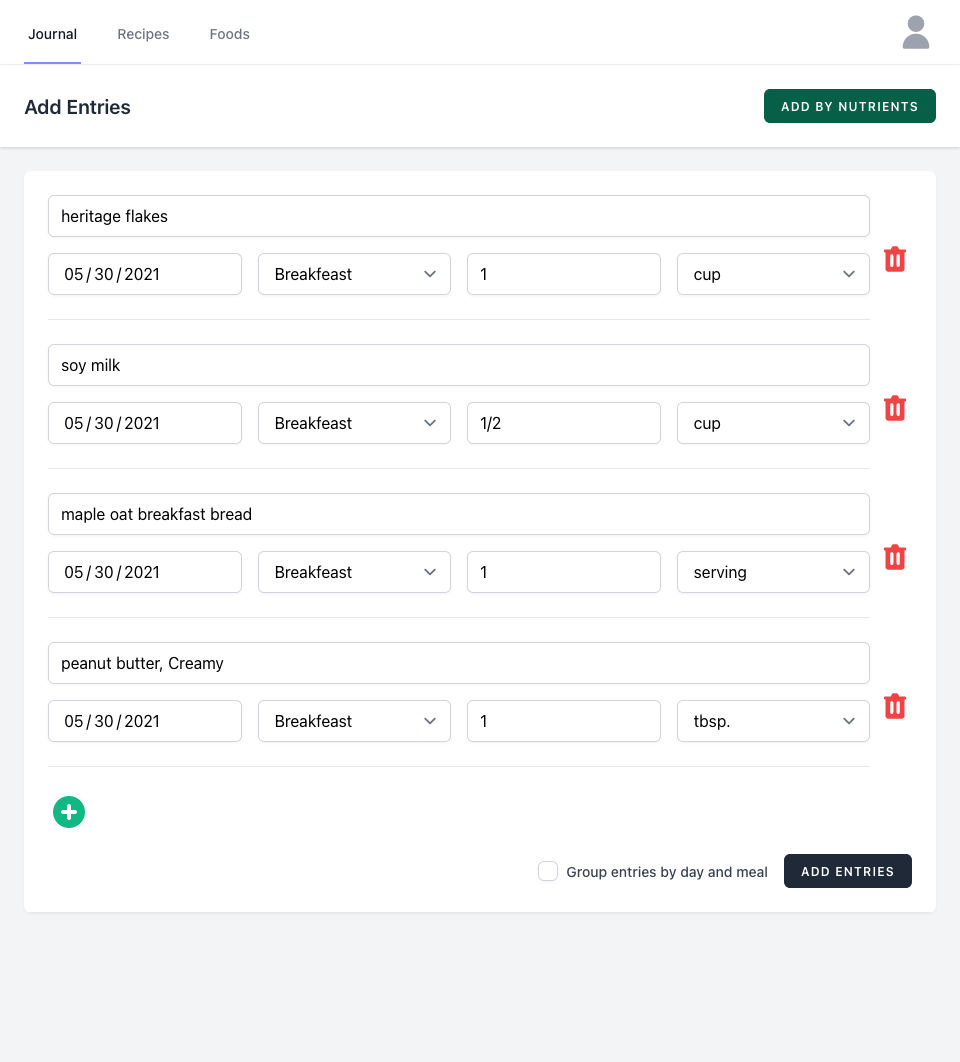 Journal Recipes Foods
Add Entries ADD BY NUTRIENTS
heritage flakes
05/30/2021 Breakfeast 1 cup
soy milk
05/30/2021 Breakfeast 1/2 cup
maple oat breakfast bread
05/30/2021 Breakfeast 1 serving
peanut butter, Creamy
05/30/2021 Breakfeast 1 tbsp.
Group entries by day and meal ADD ENTRIES